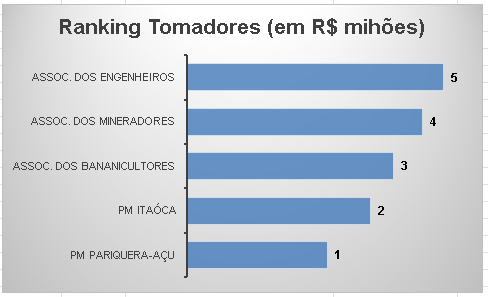 Ranking Tomadores (em R$ mihões)
ASSOC. DOS ENGENHEIROS 5
ASSOC. DOS MINERADORES 4
ASSOC. DOS BANANICULTORES 3
PM ITAÓCA 2
PM PARIQUERA-AÇU 1